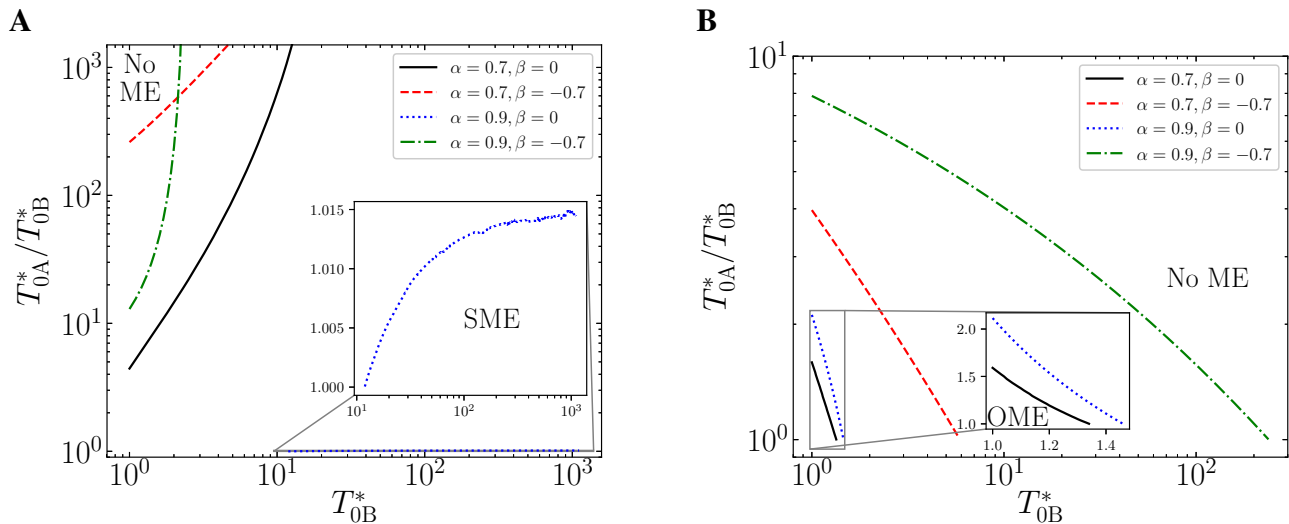 A
No
ME
α = 0.7, β = 0
α = 0.7, β = −0.7
α = 0.9, β = 0
α = 0.9, β = −0.7
10³
10²
10¹
10⁰
T*₀A/T*₀B
1.015
1.010
1.005
1.000
SME
10¹ 10² 10³
10⁰ 10¹ 10² 10³
T*₀B
B
10¹
10⁰
T*₀A/T*₀B
α = 0.7, β = 0
α = 0.7, β = −0.7
α = 0.9, β = 0
α = 0.9, β = −0.7
No ME
2.0
1.5
1.0
OME
1.0 1.2 1.4
10⁰ 10¹ 10²
T*₀B